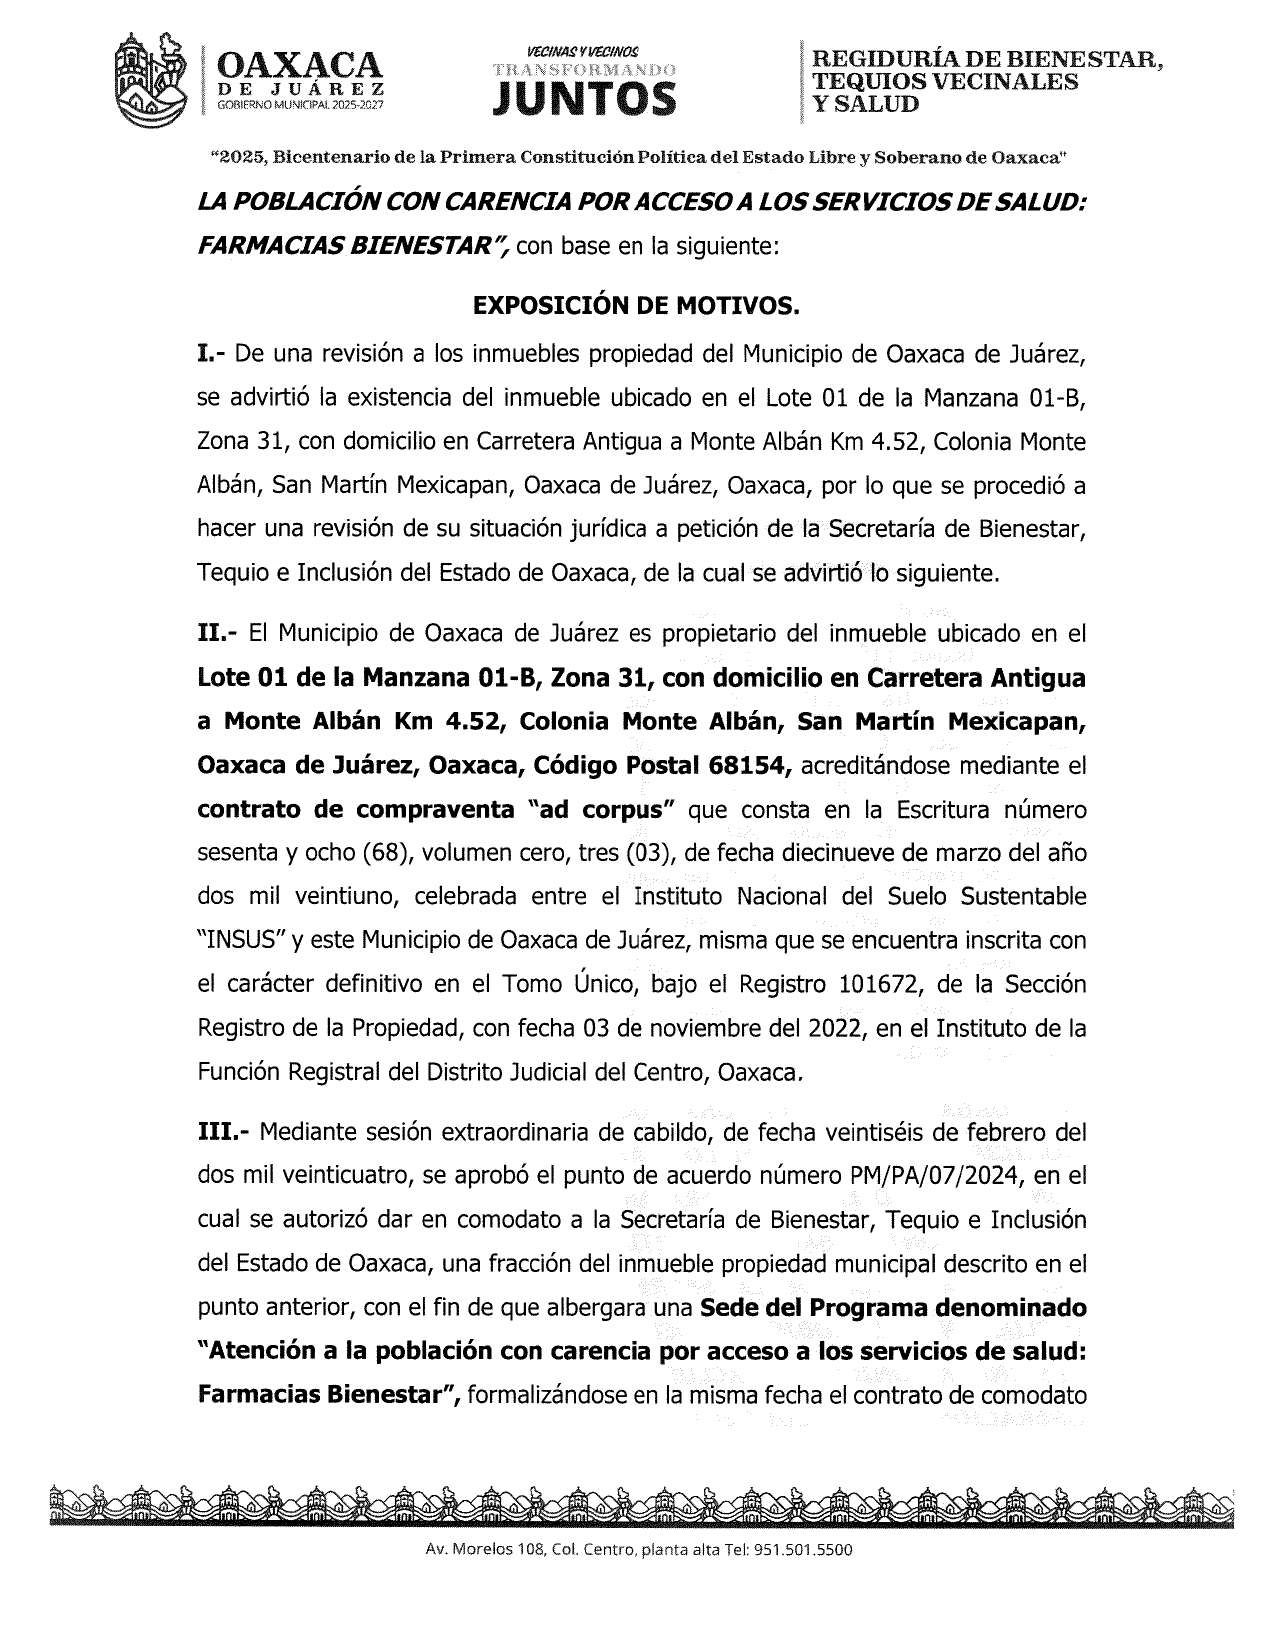 OAXACA
DE JUÁREZ
GOBIERNO MUNICIPAL 2025-2027
VECINAS Y VECINOS
TRANSFORMANDO
JUNTOS
REGIDURÍA DE BIENESTAR,
TEQUIOS VECINALES
Y SALUD
"2025, Bicentenario de la Primera Constitución Política del Estado Libre y Soberano de Oaxaca"
LA POBLACIÓN CON CARENCIA POR ACCESO A LOS SERVICIOS DE SALUD:
FARMACIAS BIENESTAR", con base en la siguiente:
EXPOSICIÓN DE MOTIVOS.
I.- De una revisión a los inmuebles propiedad del Municipio de Oaxaca de Juárez,
se advirtió la existencia del inmueble ubicado en el Lote 01 de la Manzana 01-B,
Zona 31, con domicilio en Carretera Antigua a Monte Albán Km 4.52, Colonia Monte
Albán, San Martín Mexicapan, Oaxaca de Juárez, Oaxaca, por lo que se procedió a
hacer una revisión de su situación jurídica a petición de la Secretaría de Bienestar,
Tequio e Inclusión del Estado de Oaxaca, de la cual se advirtió lo siguiente.
II.- El Municipio de Oaxaca de Juárez es propietario del inmueble ubicado en el
Lote 01 de la Manzana 01-B, Zona 31, con domicilio en Carretera Antigua
a Monte Albán Km 4.52, Colonia Monte Albán, San Martín Mexicapan,
Oaxaca de Juárez, Oaxaca, Código Postal 68154, acreditándose mediante el
contrato de compraventa "ad corpus" que consta en la Escritura número
sesenta y ocho (68), volumen cero, tres (03), de fecha diecinueve de marzo del año
dos mil veintiuno, celebrada entre el Instituto Nacional del Suelo Sustentable
"INSUS" y este Municipio de Oaxaca de Juárez, misma que se encuentra inscrita con
el carácter definitivo en el Tomo Único, bajo el Registro 101672, de la Sección
Registro de la Propiedad, con fecha 03 de noviembre del 2022, en el Instituto de la
Función Registral del Distrito Judicial del Centro, Oaxaca.
III.- Mediante sesión extraordinaria de cabildo, de fecha veintiséis de febrero del
dos mil veinticuatro, se aprobó el punto de acuerdo número PM/PA/07/2024, en el
cual se autorizó dar en comodato a la Secretaría de Bienestar, Tequio e Inclusión
del Estado de Oaxaca, una fracción del inmueble propiedad municipal descrito en el
punto anterior, con el fin de que albergara una Sede del Programa denominado
"Atención a la población con carencia por acceso a los servicios de salud:
Farmacias Bienestar", formalizándose en la misma fecha el contrato de comodato
Av. Morelos 108, Col. Centro, planta alta Tel: 951.501.5500